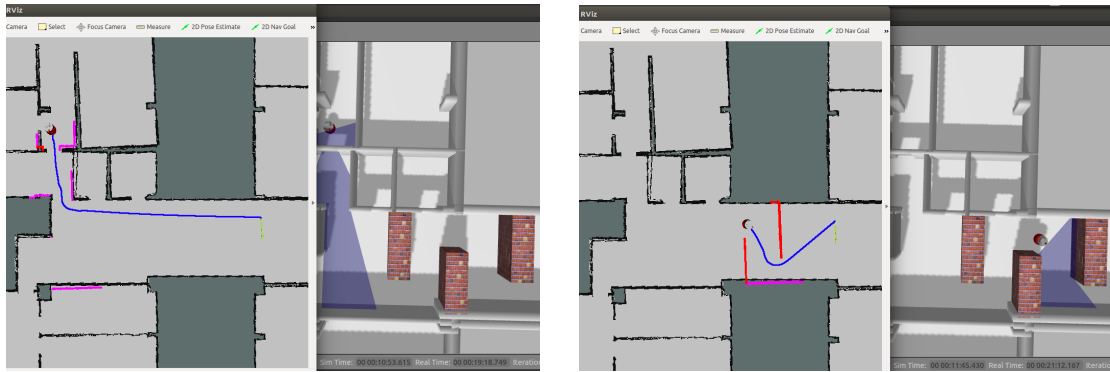 RViz
Camera Select Focus Camera Measure 2D Pose Estimate 2D Nav Goal »
Sim Time: 00 00:10:53.615 Real Time: 00 00:19:18.749 Iteration
RViz
Camera Select Focus Camera Measure 2D Pose Estimate 2D Nav Goal »
Sim Time: 00 00:11:45.430 Real Time: 00 00:21:12.167 Itera